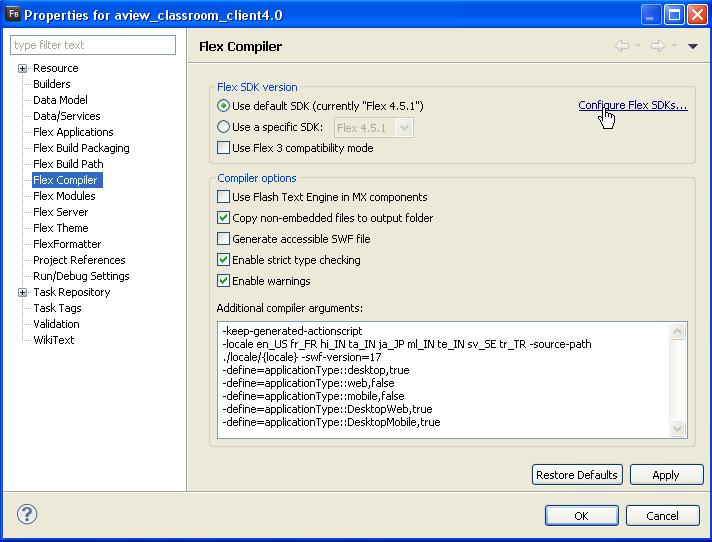 FB Properties for aview_classroom_client4.0
type filter text
Resource
Builders
Data Model
Data/Services
Flex Applications
Flex Build Packaging
Flex Build Path
Flex Compiler
Flex Modules
Flex Server
Flex Theme
FlexFormatter
Project References
Run/Debug Settings
Task Repository
Task Tags
Validation
WikiText
Flex Compiler
Flex SDK version
Use default SDK (currently "Flex 4.5.1")
Configure Flex SDKs...
Use a specific SDK: Flex 4.5.1
Use Flex 3 compatibility mode
Compiler options
Use Flash Text Engine in MX components
Copy non-embedded files to output folder
Generate accessible SWF file
Enable strict type checking
Enable warnings
Additional compiler arguments:
-keep-generated-actionscript
-locale en_US fr_FR hi_IN ta_IN ja_JP ml_IN te_IN sv_SE tr_TR -source-path
./locale/{locale} -swf-version=17
-define=applicationType::desktop,true
-define=applicationType::web,false
-define=applicationType::mobile,false
-define=applicationType::DesktopWeb,true
-define=applicationType::DesktopMobile,true
Restore Defaults
Apply
?
OK
Cancel